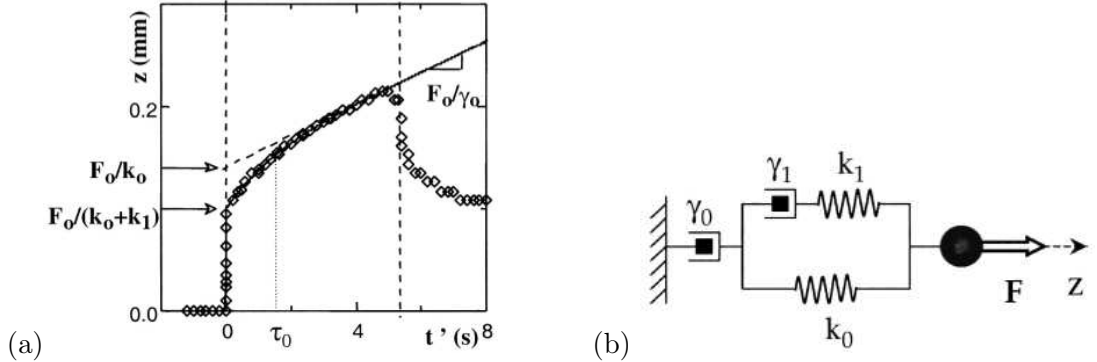 z (mm)
0.2
0.0
F₀/k₀
F₀/(k₀+k₁)
F₀/γ₀
0
τ₀
4
t ' (s)
8
(a)
γ₀
γ₁
k₁
k₀
F
z
(b)